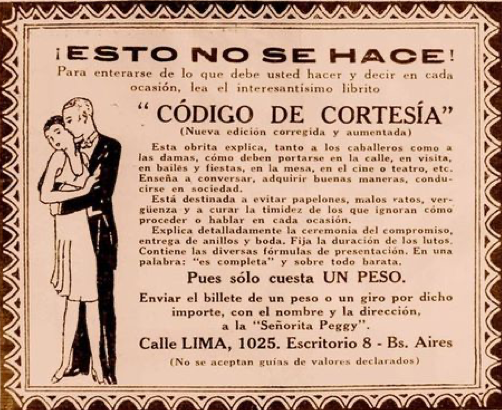 ¡ESTO NO SE HACE!
Para enterarse de lo que debe usted hacer y decir en cada
ocasión, lea el interesantísimo librito
“CÓDIGO DE CORTESÍA”
(Nueva edición corregida y aumentada)
Esta obrita explica, tanto a los caballeros como a
las damas, cómo deben portarse en la calle, en visita,
en bailes y fiestas, en la mesa, en el cine o teatro, etc.
Enseña a conversar, adquirir buenas maneras, condu-
cirse en sociedad.
Está destinada a evitar papelones, malos ratos, ver-
güenza y a curar la timidez de los que ignoran cómo
proceder o hablar en cada ocasión.
Explica detalladamente la ceremonia del compromiso,
entrega de anillos y boda. Fija la duración de los lutos.
Contiene las diversas fórmulas de presentación. En una
palabra: "es completa" y sobre todo barata.
Pues sólo cuesta UN PESO.
Enviar el billete de un peso o un giro por dicho
importe, con el nombre y la dirección,
a la "Señorita Peggy".
Calle LIMA, 1025. Escritorio 8 - Bs. Aires
(No se aceptan guías de valores declarados)